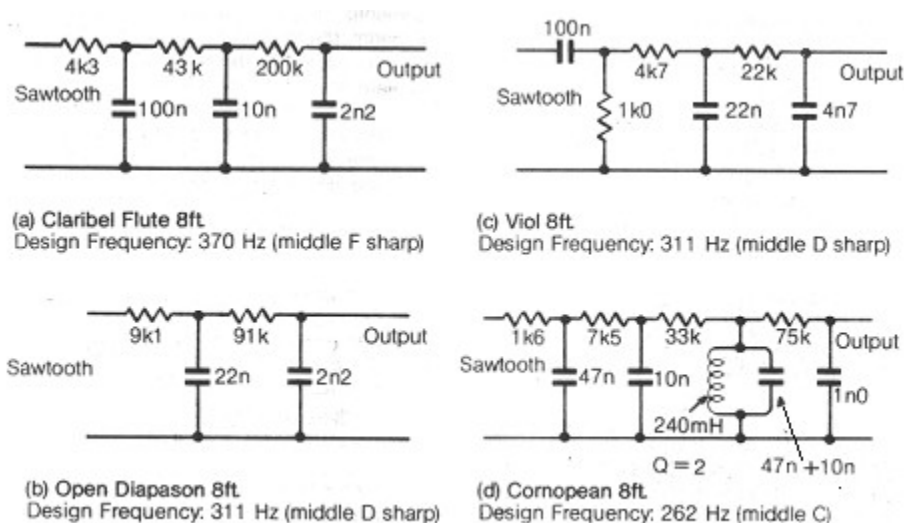 4k3 43k 200k Output
Sawtooth
100n 10n 2n2
(a) Claribel Flute 8ft.
Design Frequency: 370 Hz (middle F sharp)
100n
4k7 22k Output
Sawtooth
1k0 22n 4n7
(c) Viol 8ft.
Design Frequency: 311 Hz (middle D sharp)
9k1 91k Output
Sawtooth
22n 2n2
(b) Open Diapason 8ft.
Design Frequency: 311 Hz (middle D sharp)
1k6 7k5 33k 75k Output
Sawtooth
47n 10n 1n0
240mH
Q = 2 47n +10n
(d) Cornopean 8ft.
Design Frequency: 262 Hz (middle C)